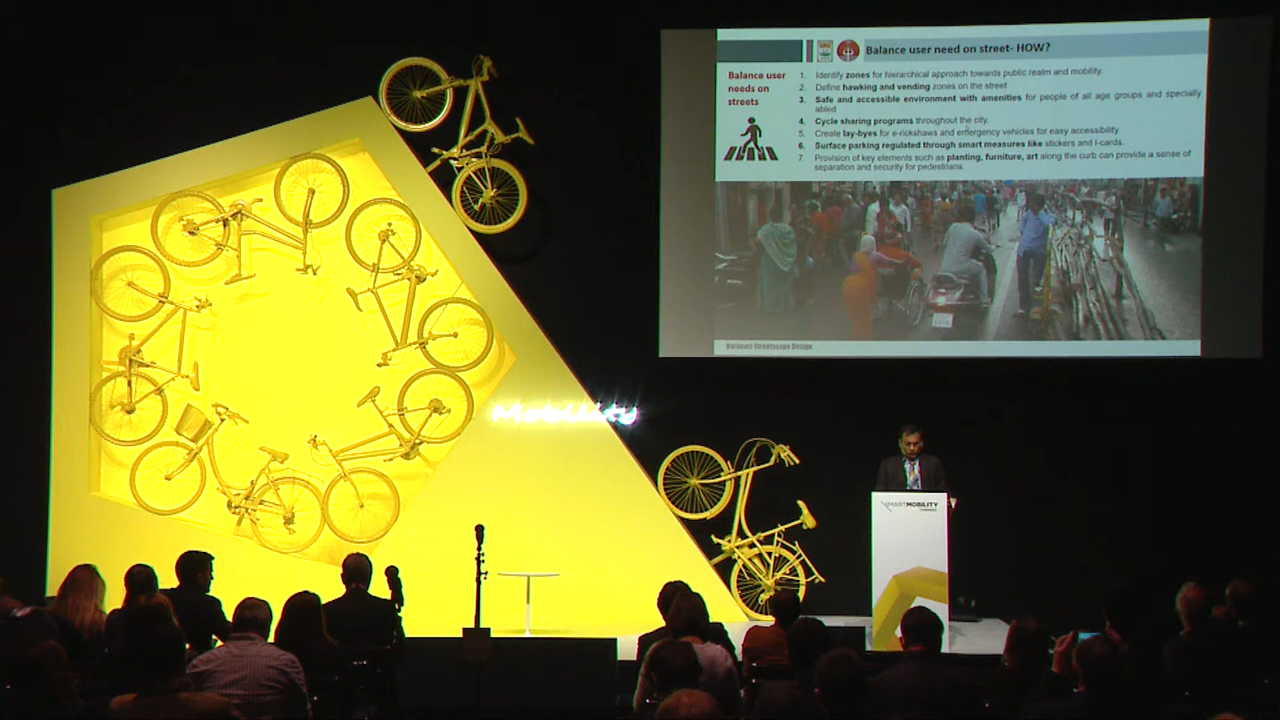 Balance user need on street- HOW?
Balance user
needs on
streets
1. Identify zones for hierarchical approach towards public realm and mobility.
2. Define hawking and vending zones on the street
3. Safe and accessible environment with amenities for people of all age groups and specially
abled
4. Cycle sharing programs throughout the city.
5. Create lay-byes for e-rickshaws and emergency vehicles for easy accessibility
6. Surface parking regulated through smart measures like stickers and i-cards.
7. Provision of key elements such as planting, furniture, art along the curb can provide a sense of
separation and security for pedestrians.
Varanasi Streetscape Design
Mobility
SMARTMOBILITY